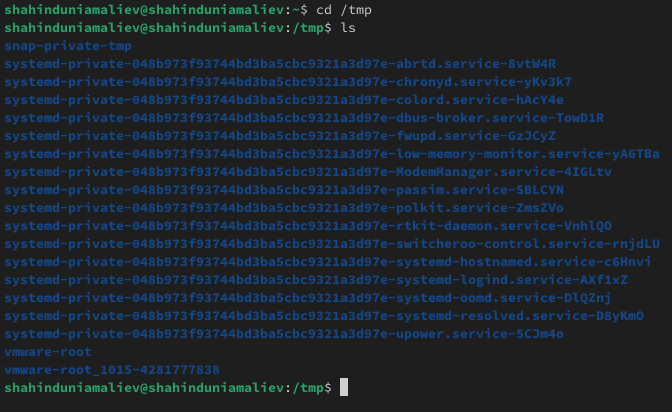 shahinduniamaliev@shahinduniamaliev:~$ cd /tmp
shahinduniamaliev@shahinduniamaliev:/tmp$ ls
snap-private-tmp
systemd-private-048b973f93744bd3ba5cbc9321a3d97e-abrtd.service-8vtW4R
systemd-private-048b973f93744bd3ba5cbc9321a3d97e-chronyd.service-yKv3k7
systemd-private-048b973f93744bd3ba5cbc9321a3d97e-colord.service-hAcY4e
systemd-private-048b973f93744bd3ba5cbc9321a3d97e-dbus-broker.service-TowD1R
systemd-private-048b973f93744bd3ba5cbc9321a3d97e-fwupd.service-GzJCyZ
systemd-private-048b973f93744bd3ba5cbc9321a3d97e-low-memory-monitor.service-yA6TBa
systemd-private-048b973f93744bd3ba5cbc9321a3d97e-ModemManager.service-4IGLtv
systemd-private-048b973f93744bd3ba5cbc9321a3d97e-passim.service-SBLCYN
systemd-private-048b973f93744bd3ba5cbc9321a3d97e-polkit.service-ZmsZVo
systemd-private-048b973f93744bd3ba5cbc9321a3d97e-rtkit-daemon.service-VnhlQO
systemd-private-048b973f93744bd3ba5cbc9321a3d97e-switcheroo-control.service-rnjdLU
systemd-private-048b973f93744bd3ba5cbc9321a3d97e-systemd-hostnamed.service-c6Hnvi
systemd-private-048b973f93744bd3ba5cbc9321a3d97e-systemd-logind.service-AXf1xZ
systemd-private-048b973f93744bd3ba5cbc9321a3d97e-systemd-oomd.service-DlQZnj
systemd-private-048b973f93744bd3ba5cbc9321a3d97e-systemd-resolved.service-D8yKmO
systemd-private-048b973f93744bd3ba5cbc9321a3d97e-upower.service-5CJm4o
vmware-root
vmware-root_1015-4281777838
shahinduniamaliev@shahinduniamaliev:/tmp$